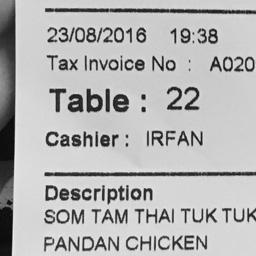 23/08/2016 19:38
Tax Invoice No : A020
Table : 22
Cashier : IRFAN
Description
SOM TAM THAI TUK TUK
PANDAN CHICKEN